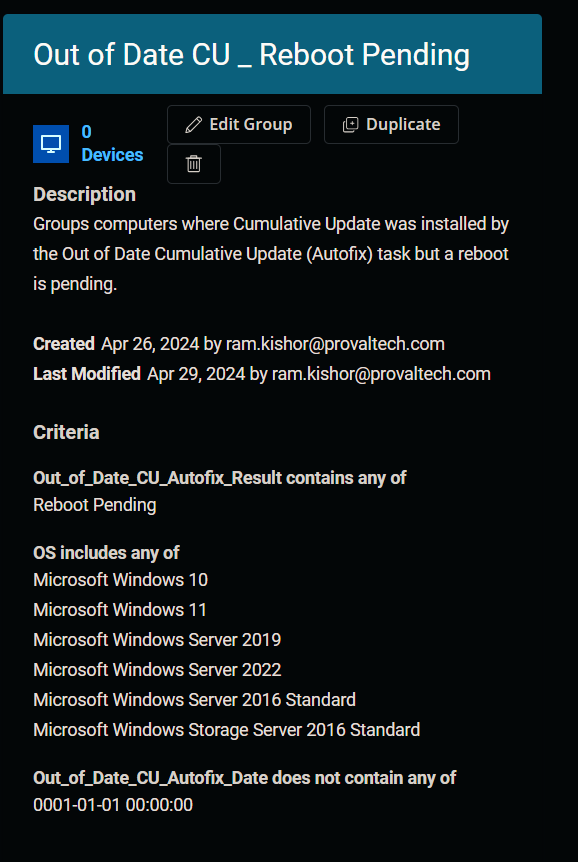 Out of Date CU _ Reboot Pending
0
Devices
Edit Group
Duplicate
Description
Groups computers where Cumulative Update was installed by
the Out of Date Cumulative Update (Autofix) task but a reboot
is pending.
Created Apr 26, 2024 by ram.kishor@provaltech.com
Last Modified Apr 29, 2024 by ram.kishor@provaltech.com
Criteria
Out_of_Date_CU_Autofix_Result contains any of
Reboot Pending
OS includes any of
Microsoft Windows 10
Microsoft Windows 11
Microsoft Windows Server 2019
Microsoft Windows Server 2022
Microsoft Windows Server 2016 Standard
Microsoft Windows Storage Server 2016 Standard
Out_of_Date_CU_Autofix_Date does not contain any of
0001-01-01 00:00:00